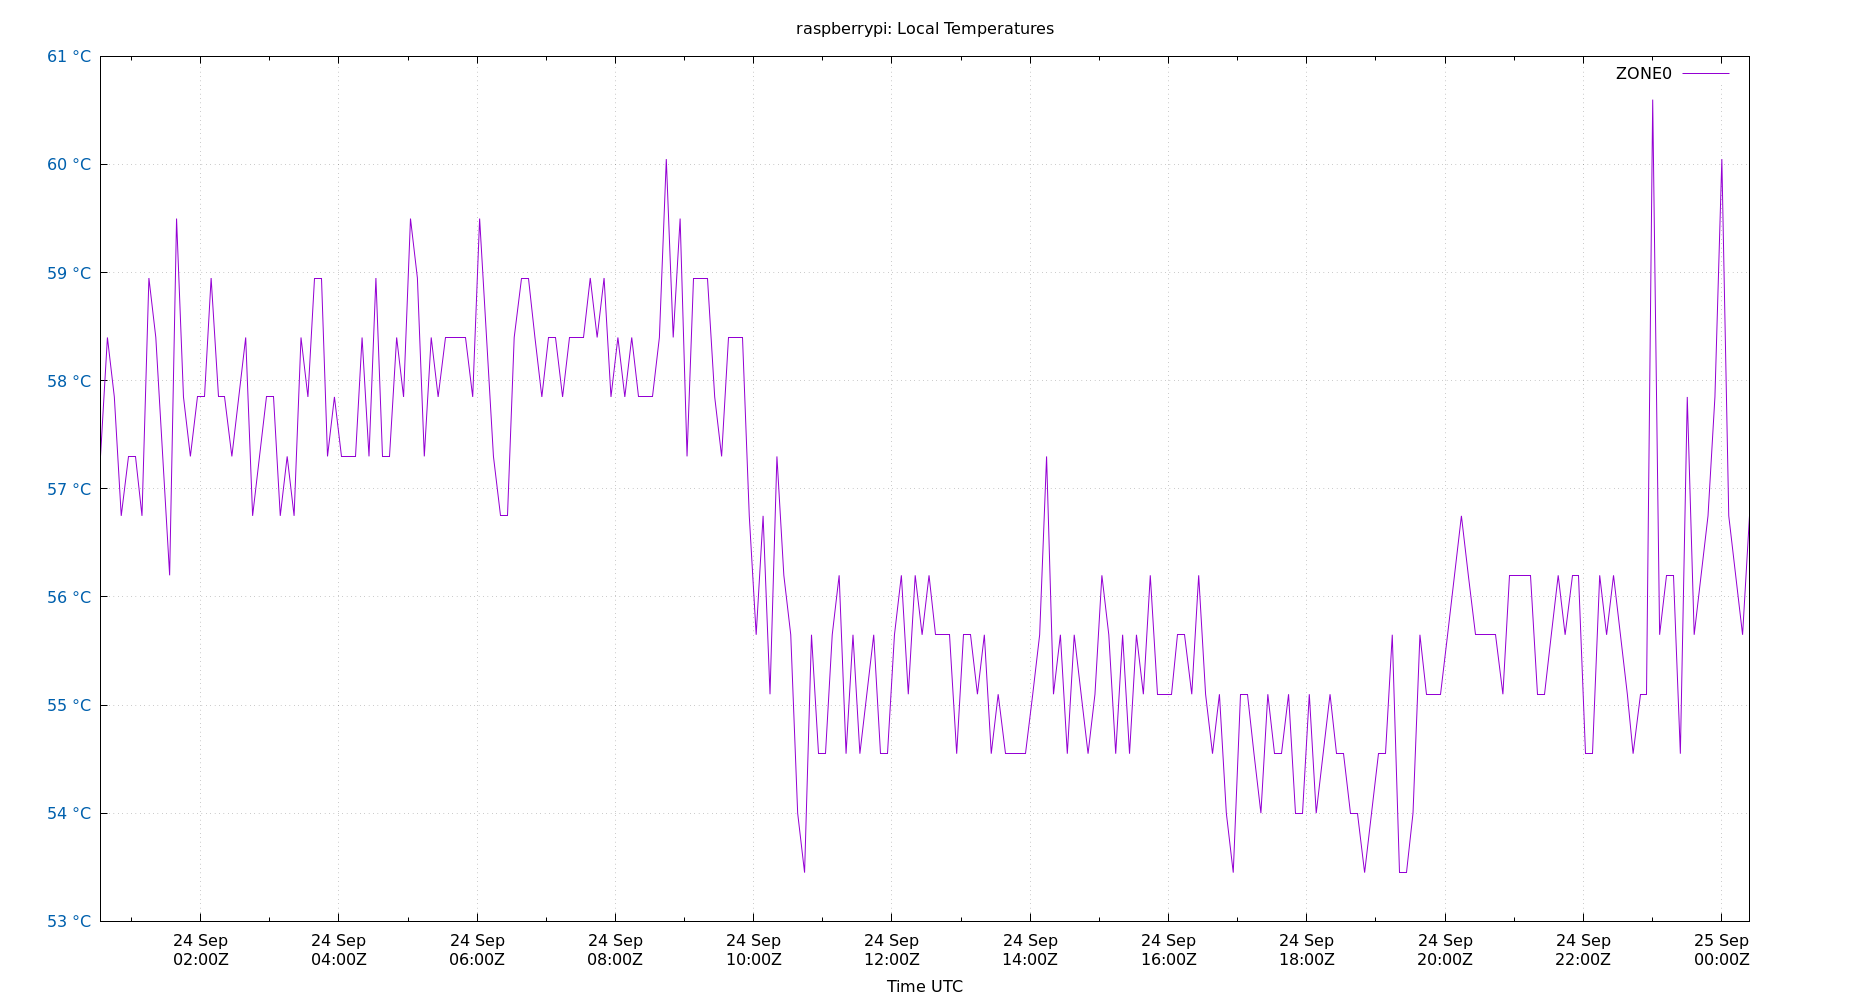 raspberrypi: Local Temperatures
ZONE0
61 °C
60 °C
59 °C
58 °C
57 °C
56 °C
55 °C
54 °C
53 °C
24 Sep 24 Sep 24 Sep 24 Sep 24 Sep 24 Sep 24 Sep 24 Sep 24 Sep 24 Sep 24 Sep 25 Sep
02:00Z 04:00Z 06:00Z 08:00Z 10:00Z 12:00Z 14:00Z 16:00Z 18:00Z 20:00Z 22:00Z 00:00Z
Time UTC